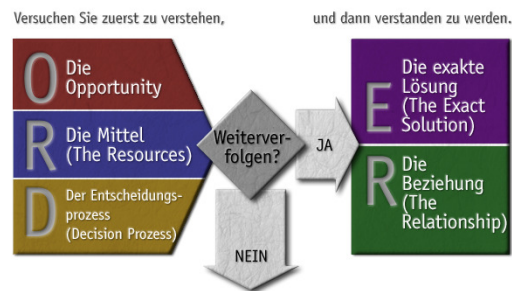 Versuchen Sie zuerst zu verstehen,
und dann verstanden zu werden.
O
Die
Opportunity
R
Die Mittel
(The Resources)
D
Der Entscheidungs-
prozess
(Decision Prozess)
Weiterver-
folgen?
JA
NEIN
E
Die exakte
Lösung
(The Exact
Solution)
R
Die
Beziehung
(The
Relationship)